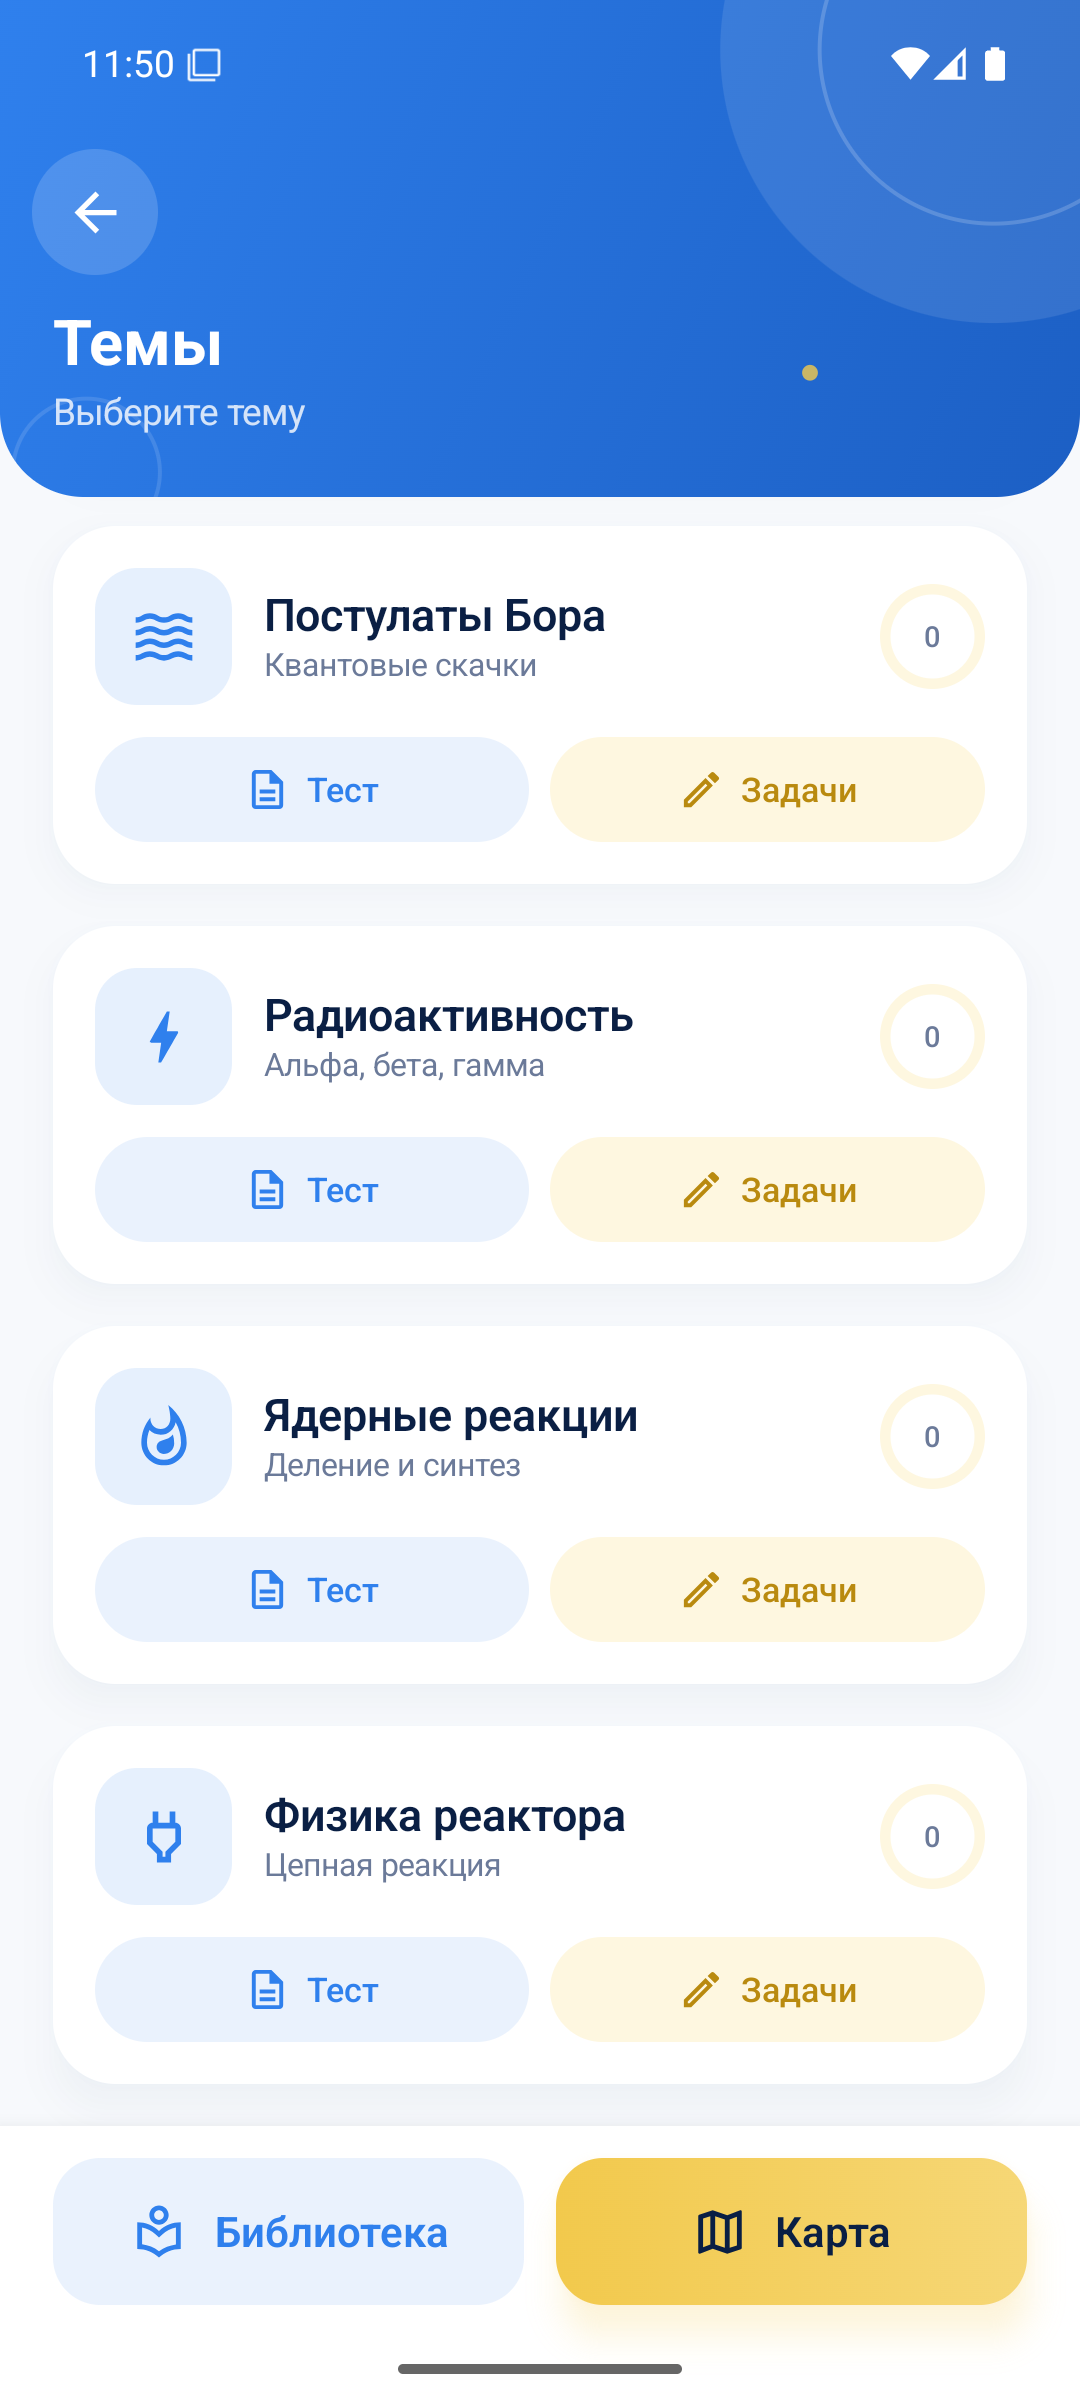 11:50
Темы
Выберите тему
Постулаты Бора
Квантовые скачки
0
Тест
Задачи
Радиоактивность
Альфа, бета, гамма
0
Тест
Задачи
Ядерные реакции
Деление и синтез
0
Тест
Задачи
Физика реактора
Цепная реакция
0
Тест
Задачи
Библиотека
Карта